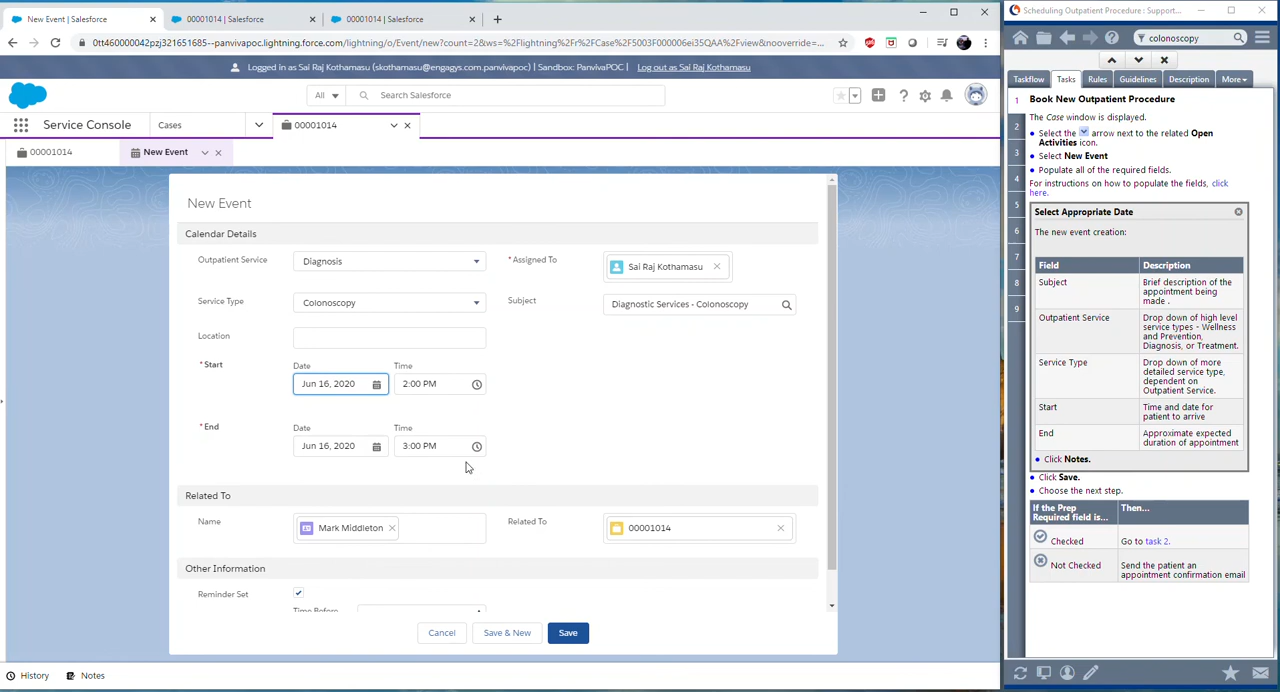 New Event | Salesforce
00001014 | Salesforce
00001014 | Salesforce
Logged in as Sai Raj Kothamasu (skothamasu@engagys.com.panvivapoc) | Sandbox: PanvivaPOC | Log out as Sai Raj Kothamasu
All
Search Salesforce
Service Console
Cases
00001014
00001014
New Event
New Event
Calendar Details
Outpatient Service
Diagnosis
*Assigned To
Sai Raj Kothamasu
Service Type
Colonoscopy
Subject
Diagnostic Services - Colonoscopy
Location
*Start
Date
Time
Jun 16, 2020
2:00 PM
*End
Date
Time
Jun 16, 2020
3:00 PM
Related To
Name
Mark Middleton
Related To
00001014
Other Information
Reminder Set
Time Before
Cancel
Save & New
Save
History
Notes
Scheduling Outpatient Procedure : Support...
colonoscopy
Taskflow
Tasks
Rules
Guidelines
Description
More
1
2
3
4
5
6
7
8
9
Book New Outpatient Procedure
The Case window is displayed.
Select the arrow next to the related Open
Activities icon.
Select New Event
Populate all of the required fields.
For instructions on how to populate the fields, click
here.
Select Appropriate Date
The new event creation:
Field
Description
Subject
Brief description of the
appointment being
made .
Outpatient Service
Drop down of high level
service types - Wellness
and Prevention,
Diagnosis, or Treatment.
Service Type
Drop down of more
detailed service type,
dependent on
Outpatient Service.
Start
Time and date for
patient to arrive
End
Approximate expected
duration of appointment
Click Notes.
Click Save.
Choose the next step.
If the Prep
Required field is...
Then...
Checked
Go to task 2.
Not Checked
Send the patient an
appointment confirmation email